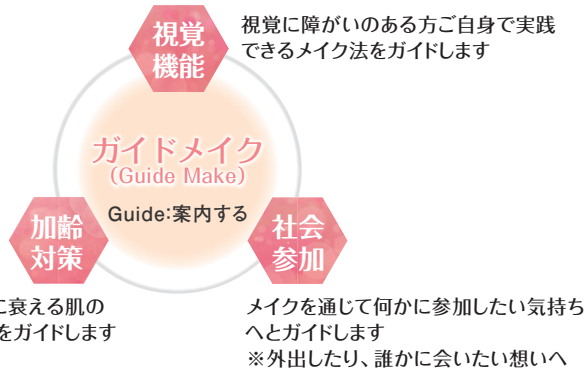 視覚
機能
視覚に障がいのある方ご自身で実践
できるメイク法をガイドします
ガイドメイク
(Guide Make)
Guide:案内する
加齢
対策
に衰える肌の
をガイドします
社会
参加
メイクを通じて何かに参加したい気持ち
へとガイドします
※外出したり、誰かに会いたい想いへ